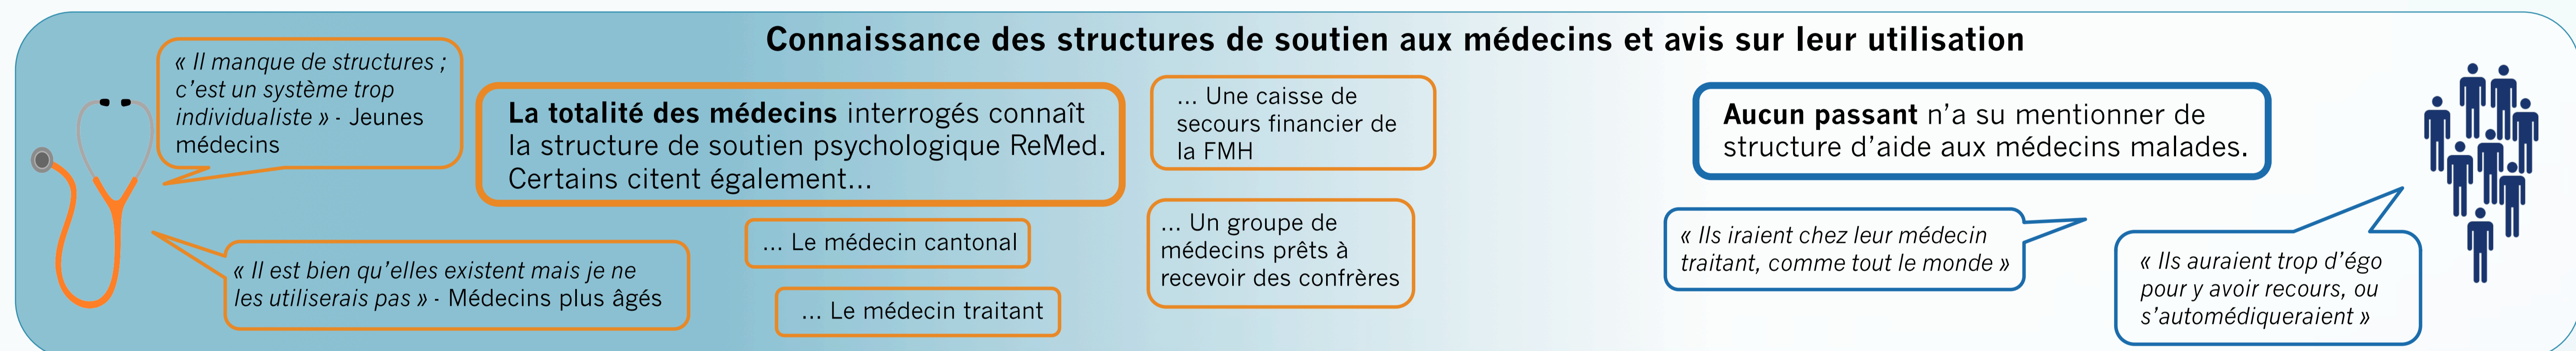 Connaissance des structures de soutien aux médecins et avis sur leur utilisation
« Il manque de structures ;
c’est un système trop
individualiste » - Jeunes
médecins
« Il est bien qu’elles existent mais je ne
les utiliserais pas » - Médecins plus âgés
La totalité des médecins interrogés connaît
la structure de soutien psychologique ReMed.
Certains citent également...
... Le médecin cantonal
... Le médecin traitant
... Une caisse de
secours financier de
la FMH
... Un groupe de
médecins prêts à
recevoir des confrères
Aucun passant n’a su mentionner de
structure d’aide aux médecins malades.
« Ils iraient chez leur médecin
traitant, comme tout le monde »
« Ils auraient trop d’égo
pour y avoir recours, ou
s’automédiqueraient »